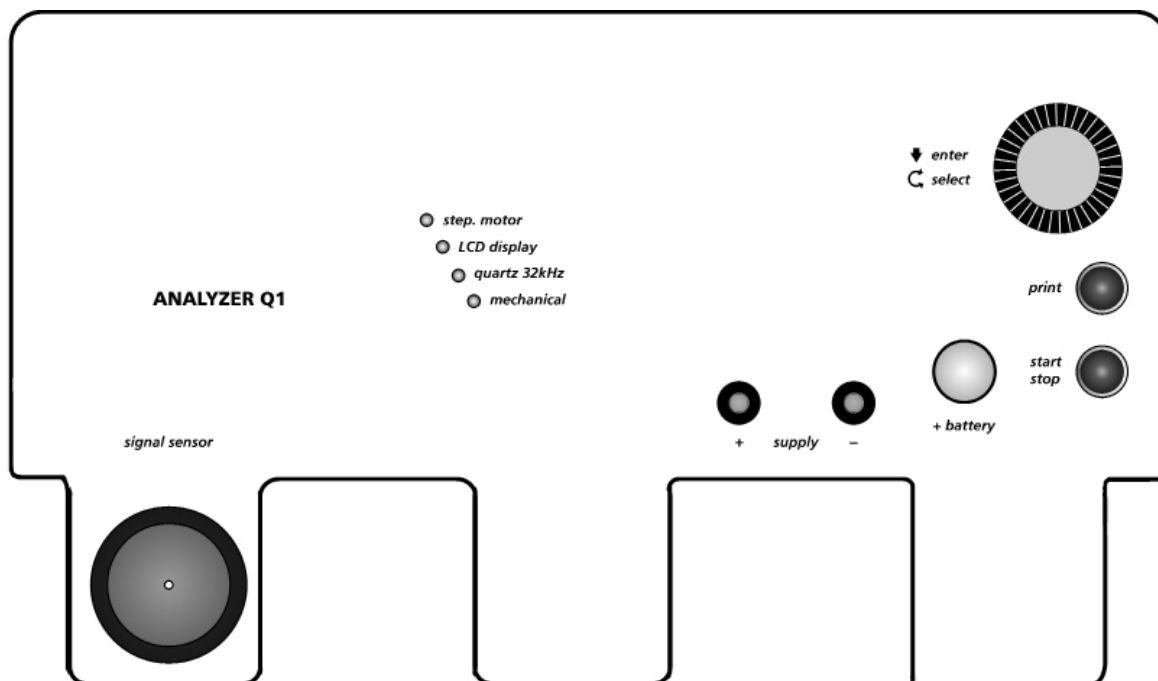 enter
select
step. motor
LCD display
quartz 32kHz
mechanical
ANALYZER Q1
print
start
stop
+ battery
+ supply –
signal sensor